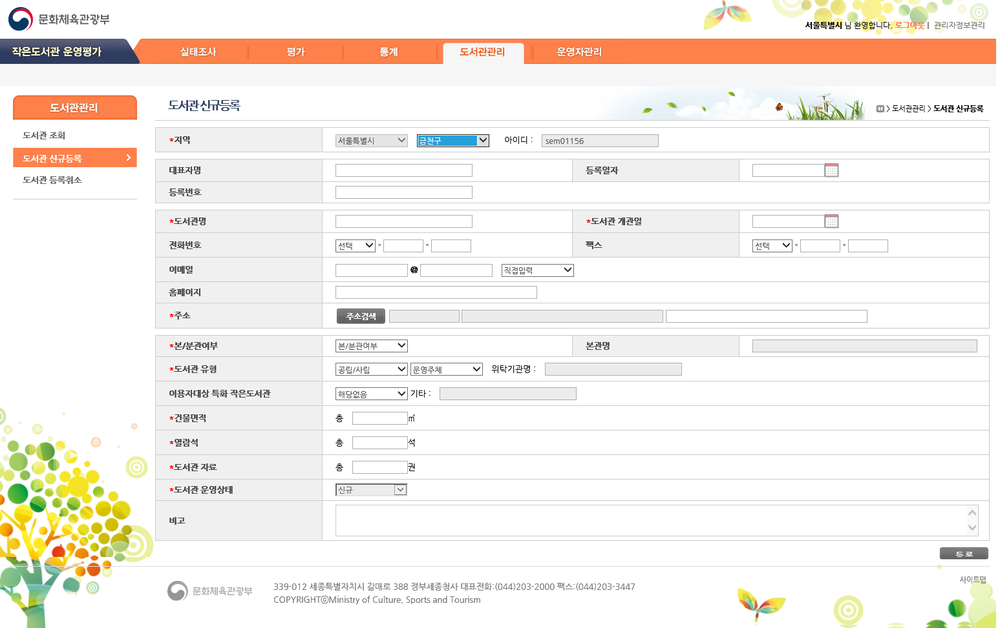 문화체육관광부
서울특별시 님 환영합니다. 로그아웃 | 관리자정보관리
작은도서관 운영평가 실태조사 평가 통계 도서관관리 운영자관리
도서관관리
도서관 조회
도서관 신규등록
도서관 등록취소
도서관 신규등록
> 도서관관리 > 도서관 신규등록
*지역 서울특별시 금천구 아이디 : sem01156
대표자명 등록일자
등록번호
*도서관명 *도서관 개관일
전화번호 선택 - - 팩스 선택 - -
이메일 @ 직접입력
홈페이지
*주소 주소검색
*본/분관여부 본/분관여부 본관명
*도서관 유형 공립/사립 운영주체 위탁기관명 :
이용자대상 특화 작은도서관 해당없음 기타 :
*건물면적 총 ㎡
*열람석 총 석
*도서관 자료 총 권
*도서관 운영상태 신규
비고
등 록
사이트맵
문화체육관광부
339-012 세종특별자치시 갈매로 388 정부세종청사 대표전화:(044)203-2000 팩스:(044)203-3447
COPYRIGHTⓒMinistry of Culture, Sports and Tourism